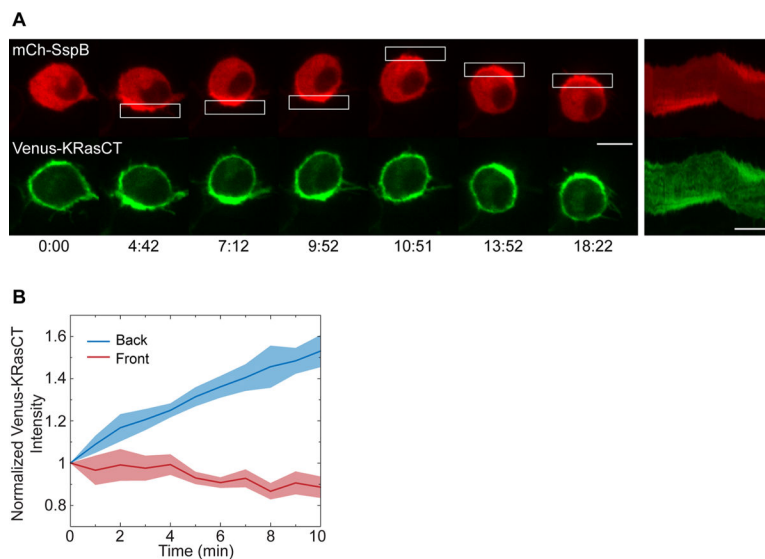 A
mCh-SspB
Venus-KRasCT
0:00 4:42 7:12 9:52 10:51 13:52 18:22
B
Normalized Venus-KRasCT
Intensity
1.6
1.4
1.2
1
0.8
Back
Front
0 2 4 6 8 10
Time (min)